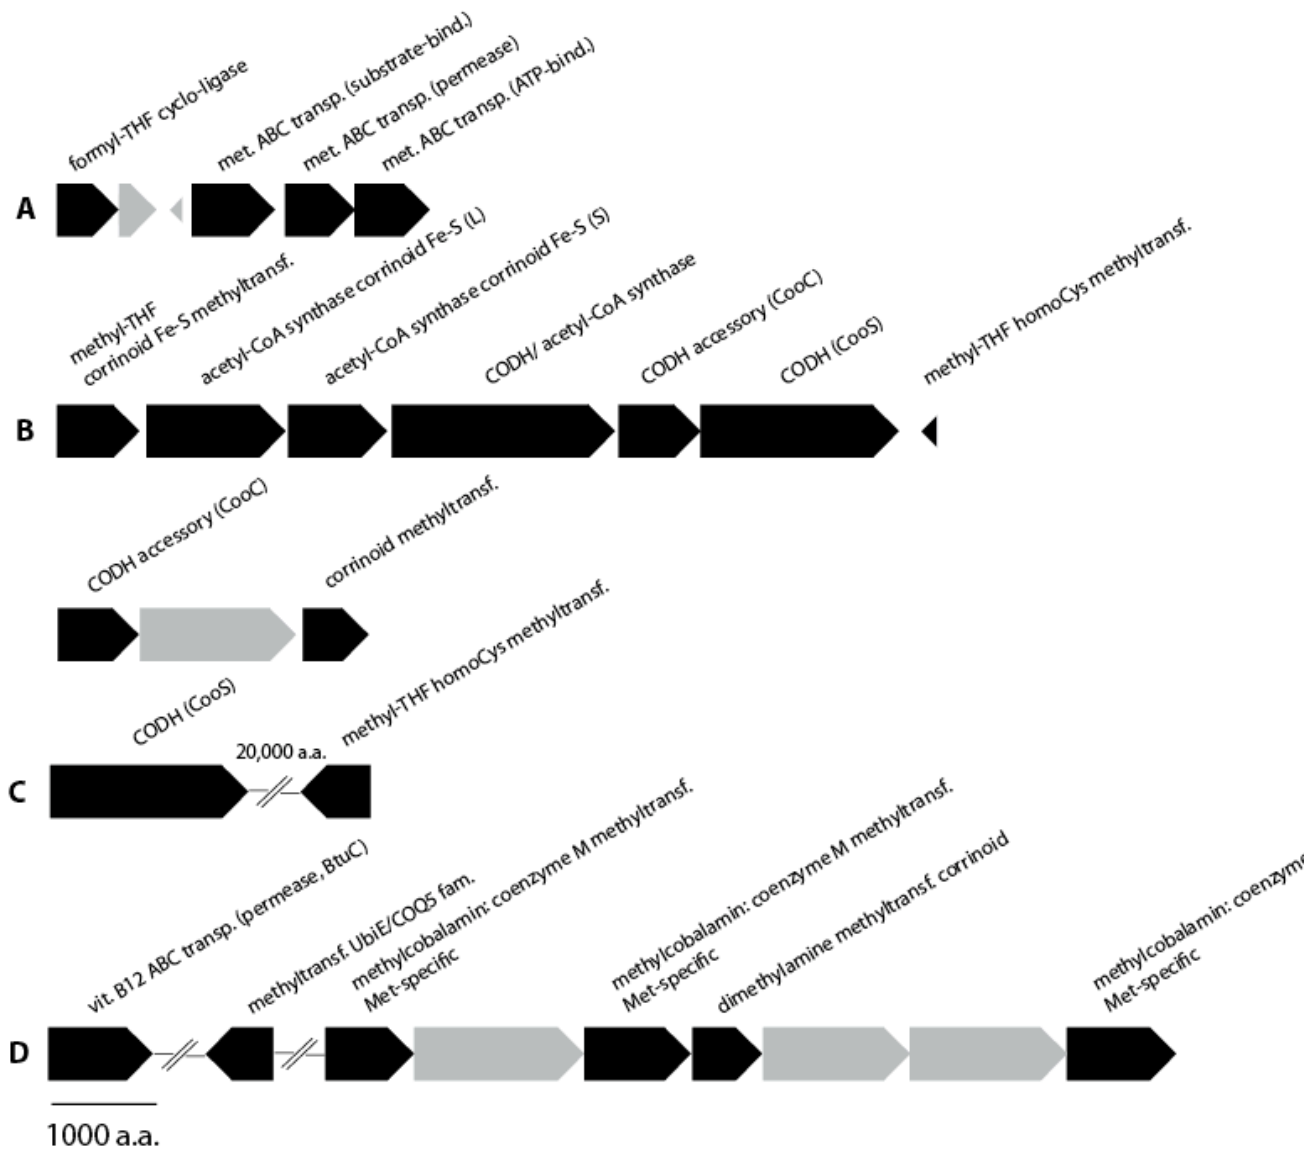 formyl-THF cyclo-ligase
met. ABC transp. (substrate-bind.)
met. ABC transp. (permease)
met. ABC transp. (ATP-bind.)
A
methyl-THF
corrinoid Fe-S methyltransf.
acetyl-CoA synthase corrinoid Fe-S (L)
acetyl-CoA synthase corrinoid Fe-S (S)
CODH/ acetyl-CoA synthase
CODH accessory (CooC)
CODH (CooS)
methyl-THF homoCys methyltransf.
B
CODH accessory (CooC)
corrinoid methyltransf.
CODH (CooS)
20,000 a.a.
methyl-THF homoCys methyltransf.
C
vit. B12 ABC transp. (permease, BtuC)
methyltransf. UbiE/COQ5 fam.
methylcobalamin: coenzyme M methyltransf.
Met-specific
methylcobalamin: coenzyme M methyltransf.
Met-specific
dimethylamine methyltransf. corrinoid
methylcobalamin: coenzyme
Met-specific
D
1000 a.a.